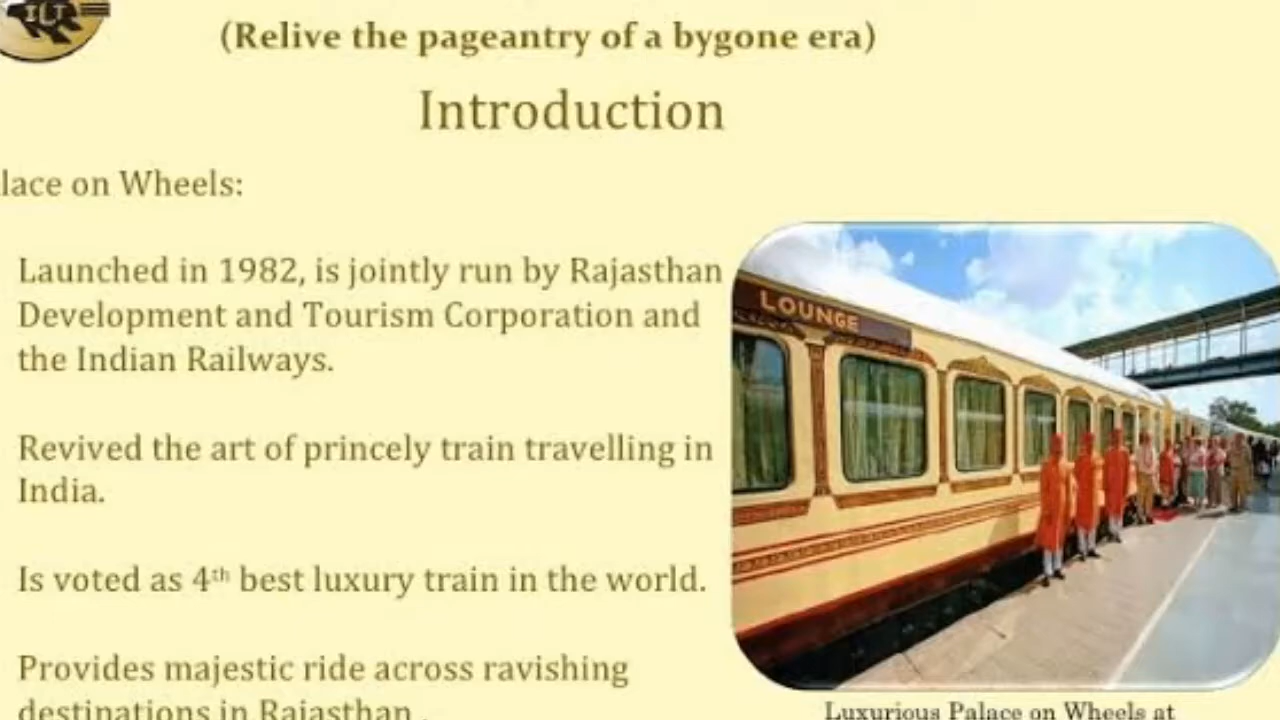 ILT
(Relive the pageantry of a bygone era)
Introduction
lace on Wheels:
Launched in 1982, is jointly run by Rajasthan
Development and Tourism Corporation and
the Indian Railways.
Revived the art of princely train travelling in
India.
Is voted as 4th best luxury train in the world.
Provides majestic ride across ravishing
destinations in Rajasthan .
LOUNGE
Luxurious Palace on Wheels at